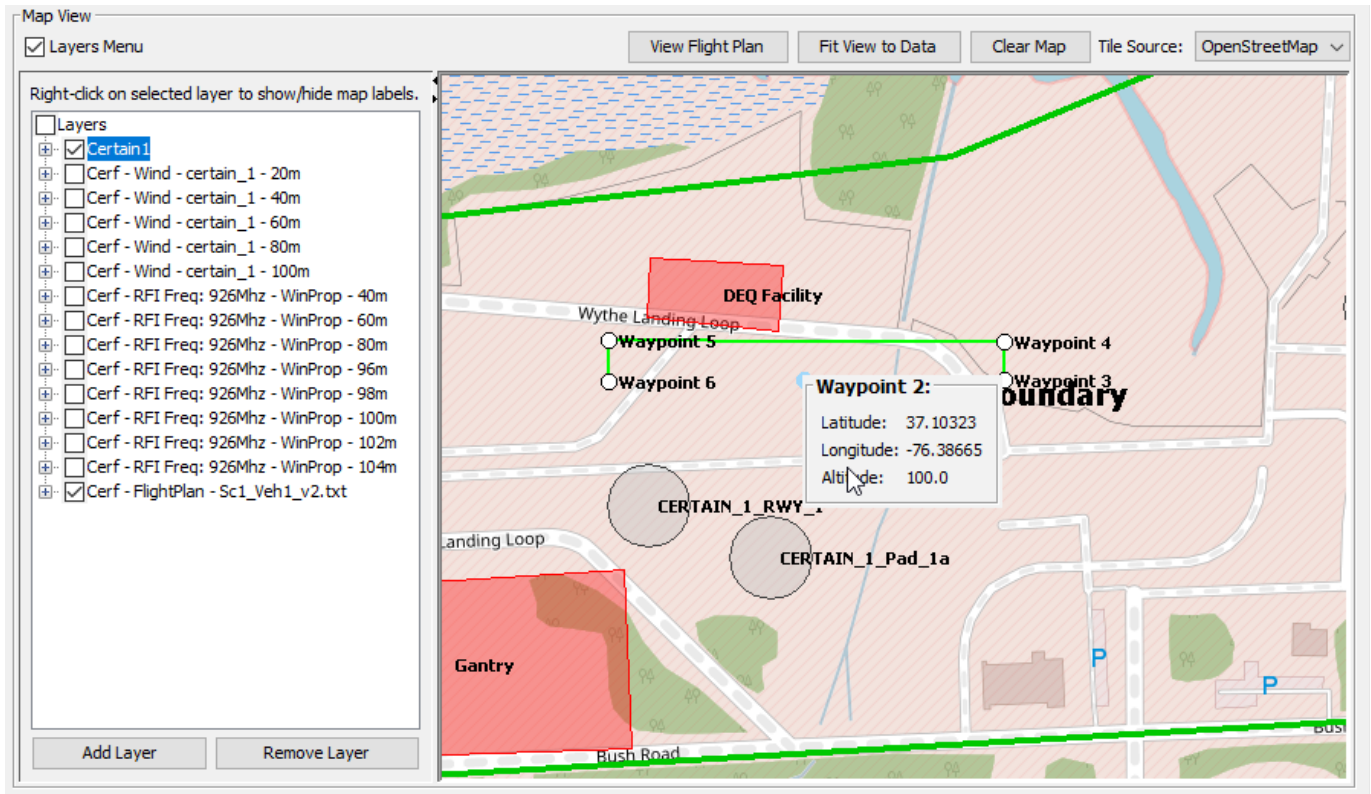 Map View
Layers Menu
View Flight Plan
Fit View to Data
Clear Map
Tile Source:
OpenStreetMap
Right-click on selected layer to show/hide map labels.
Layers
Certain1
Cerf - Wind - certain_1 - 20m
Cerf - Wind - certain_1 - 40m
Cerf - Wind - certain_1 - 60m
Cerf - Wind - certain_1 - 80m
Cerf - Wind - certain_1 - 100m
Cerf - RFI Freq: 926Mhz - WinProp - 40m
Cerf - RFI Freq: 926Mhz - WinProp - 60m
Cerf - RFI Freq: 926Mhz - WinProp - 80m
Cerf - RFI Freq: 926Mhz - WinProp - 96m
Cerf - RFI Freq: 926Mhz - WinProp - 98m
Cerf - RFI Freq: 926Mhz - WinProp - 100m
Cerf - RFI Freq: 926Mhz - WinProp - 102m
Cerf - RFI Freq: 926Mhz - WinProp - 104m
Cerf - FlightPlan - Sc1_Veh1_v2.txt
Add Layer
Remove Layer
DEQ Facility
Wythe Landing Loop
Waypoint 5
Waypoint 4
Waypoint 6
Waypoint 3
oundary
Waypoint 2:
Latitude: 37.10323
Longitude: -76.38665
Altitude: 100.0
CERTAIN_1_RWY_1
Landing Loop
CERTAIN_1_Pad_1a
Gantry
P
P
Bush Road
Bus